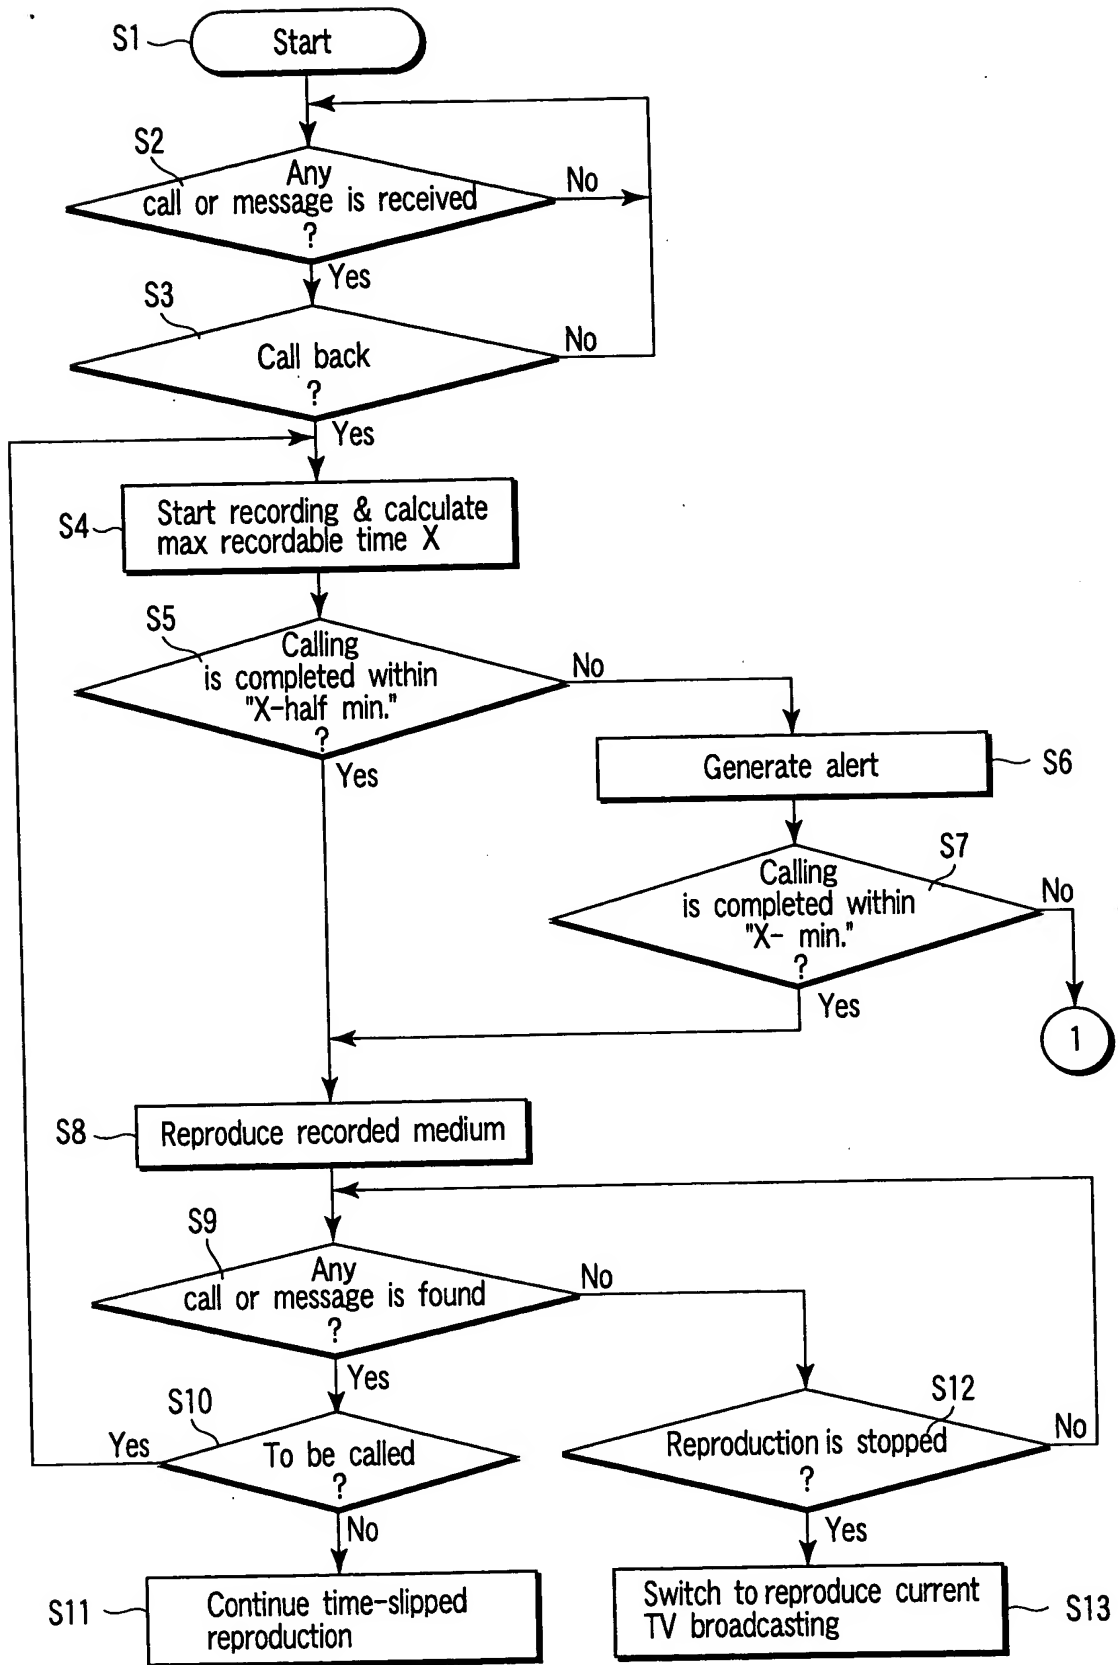 S1
Start
S2
Any
call or message is received
?
No
Yes
S3
Call back
?
No
Yes
S4
Start recording & calculate
max recordable time X
S5
Calling
is completed within
"X-half min."
?
No
Yes
Generate alert
S6
S7
Calling
is completed within
"X- min."
?
No
Yes
1
S8
Reproduce recorded medium
S9
Any
call or message is found
?
No
Yes
S10
To be called
?
Yes
No
S12
Reproduction is stopped
?
No
Yes
S11
Continue time-slipped
reproduction
Switch to reproduce current
TV broadcasting
S13